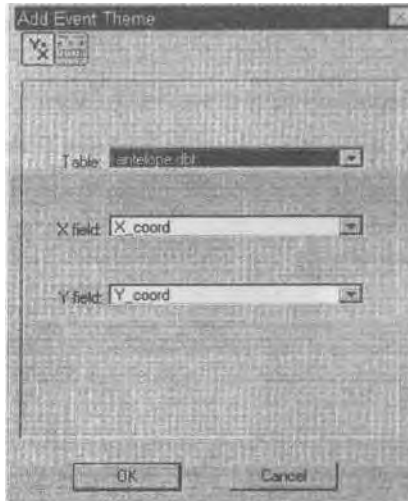 Add Event Theme
Y X
Table: antelope.dbf
X field: X_coord
Y field: Y_coord
OK Cancel